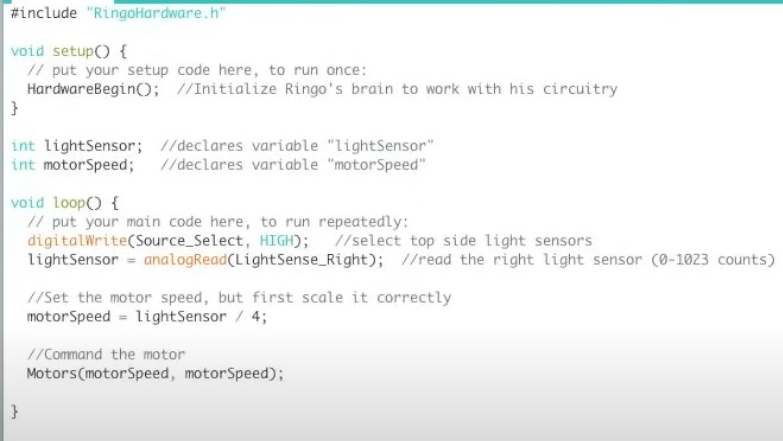 #include "RingoHardware.h"
void setup() {
// put your setup code here, to run once:
HardwareBegin();  //Initialize Ringo's brain to work with his circuitry
}
int lightSensor;  //declares variable "lightSensor"
int motorSpeed;   //declares variable "motorSpeed"
void loop() {
// put your main code here, to run repeatedly:
digitalWrite(Source_Select, HIGH);   //select top side light sensors
lightSensor = analogRead(LightSense_Right);  //read the right light sensor (0-1023 counts)
//Set the motor speed, but first scale it correctly
motorSpeed = lightSensor / 4;
//Command the motor
Motors(motorSpeed, motorSpeed);
}